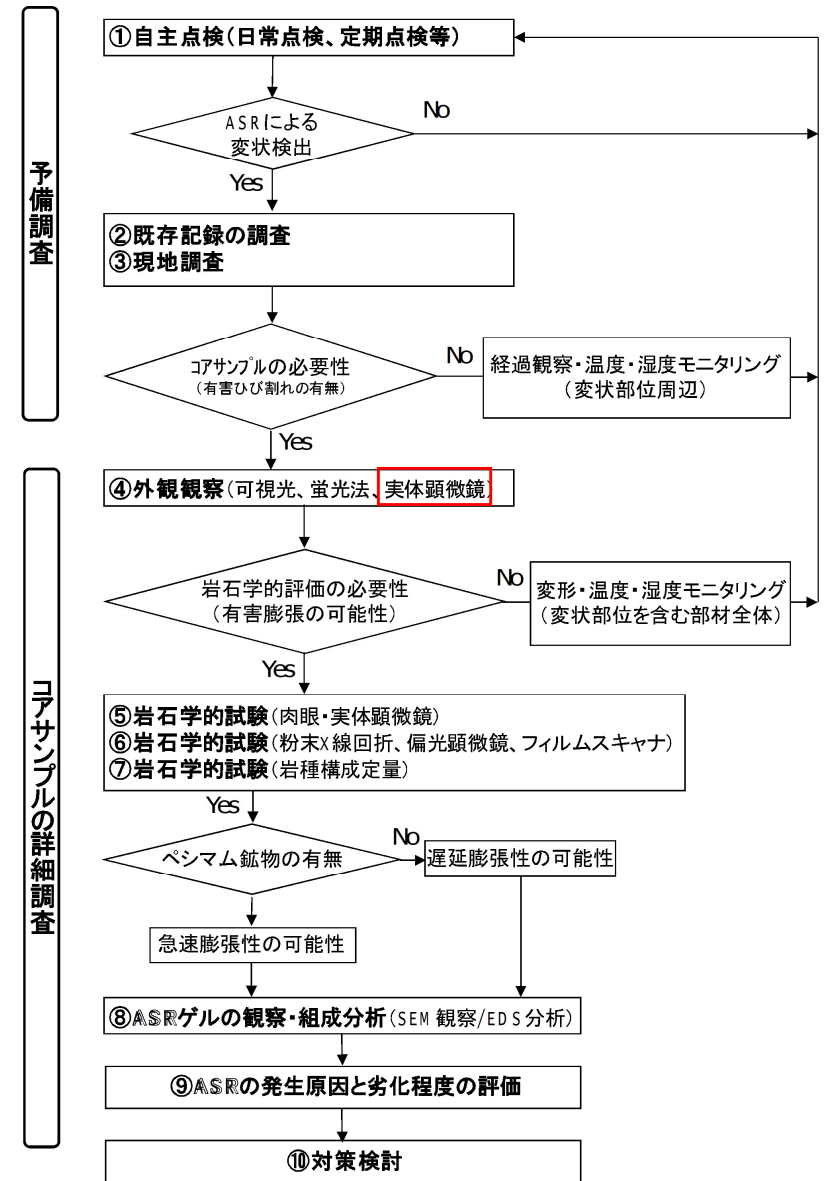 ①自主点検(日常点検、定期点検等)
ASRによる
変状検出
No
Yes
予備調査
②既存記録の調査
③現地調査
コアサンプルの必要性
(有害ひび割れの有無)
No
経過観察・温度・湿度モニタリング
(変状部位周辺)
Yes
④外観観察(可視光、蛍光法、実体顕微鏡)
岩石学的評価の必要性
(有害膨張の可能性)
No
変形・温度・湿度モニタリング
(変状部位を含む部材全体)
Yes
コアサンプルの詳細調査
⑤岩石学的試験(肉眼・実体顕微鏡)
⑥岩石学的試験(粉末X線回折、偏光顕微鏡、フィルムスキャナ)
⑦岩石学的試験(岩種構成定量)
Yes
ペシマム鉱物の有無
No
遅延膨張性の可能性
急速膨張性の可能性
⑧ASRゲルの観察・組成分析(SEM観察/EDS分析)
⑨ASRの発生原因と劣化程度の評価
⑩対策検討